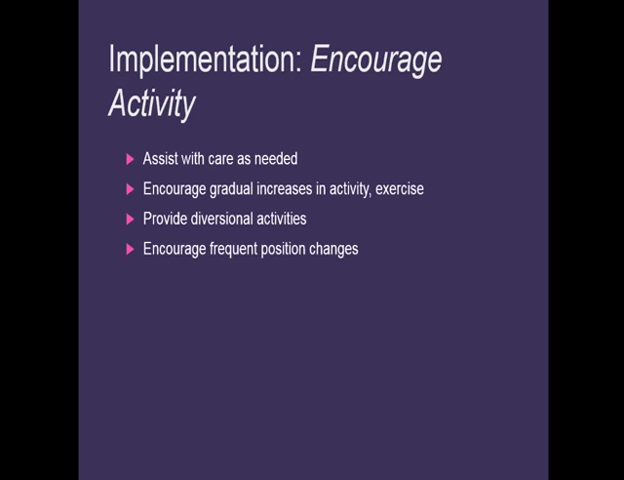 Implementation: Encourage
Activity
Assist with care as needed
Encourage gradual increases in activity, exercise
Provide diversional activities
Encourage frequent position changes